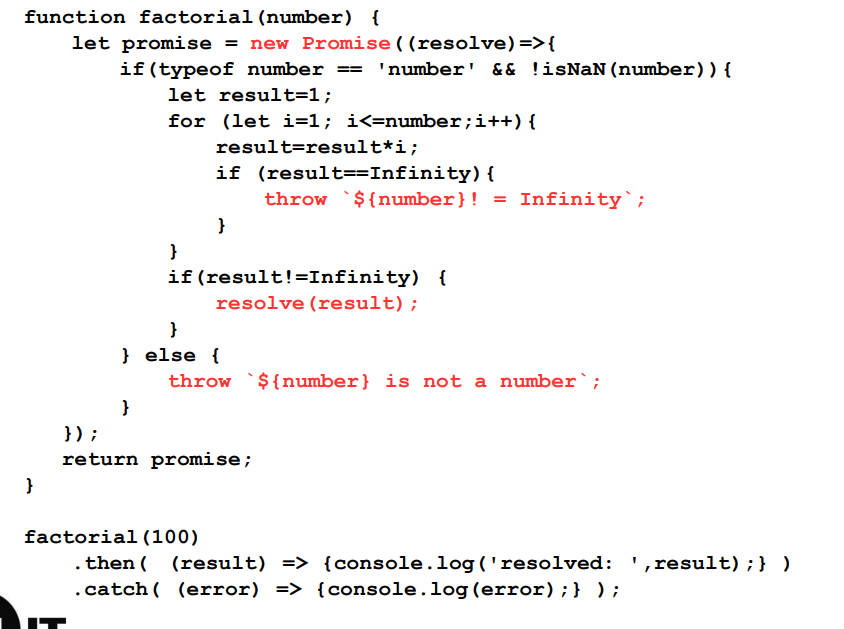 function factorial(number) {
let promise = new Promise((resolve)=>{
if(typeof number == 'number' && !isNaN(number)){
let result=1;
for (let i=1; i<=number;i++){
result=result*i;
if (result==Infinity){
throw `${number}! = Infinity`;
}
}
if(result!=Infinity) {
resolve(result);
}
} else {
throw `${number} is not a number`;
}
});
return promise;
}
factorial(100)
.then( (result) => {console.log('resolved: ',result);} )
.catch( (error) => {console.log(error);} );
IT